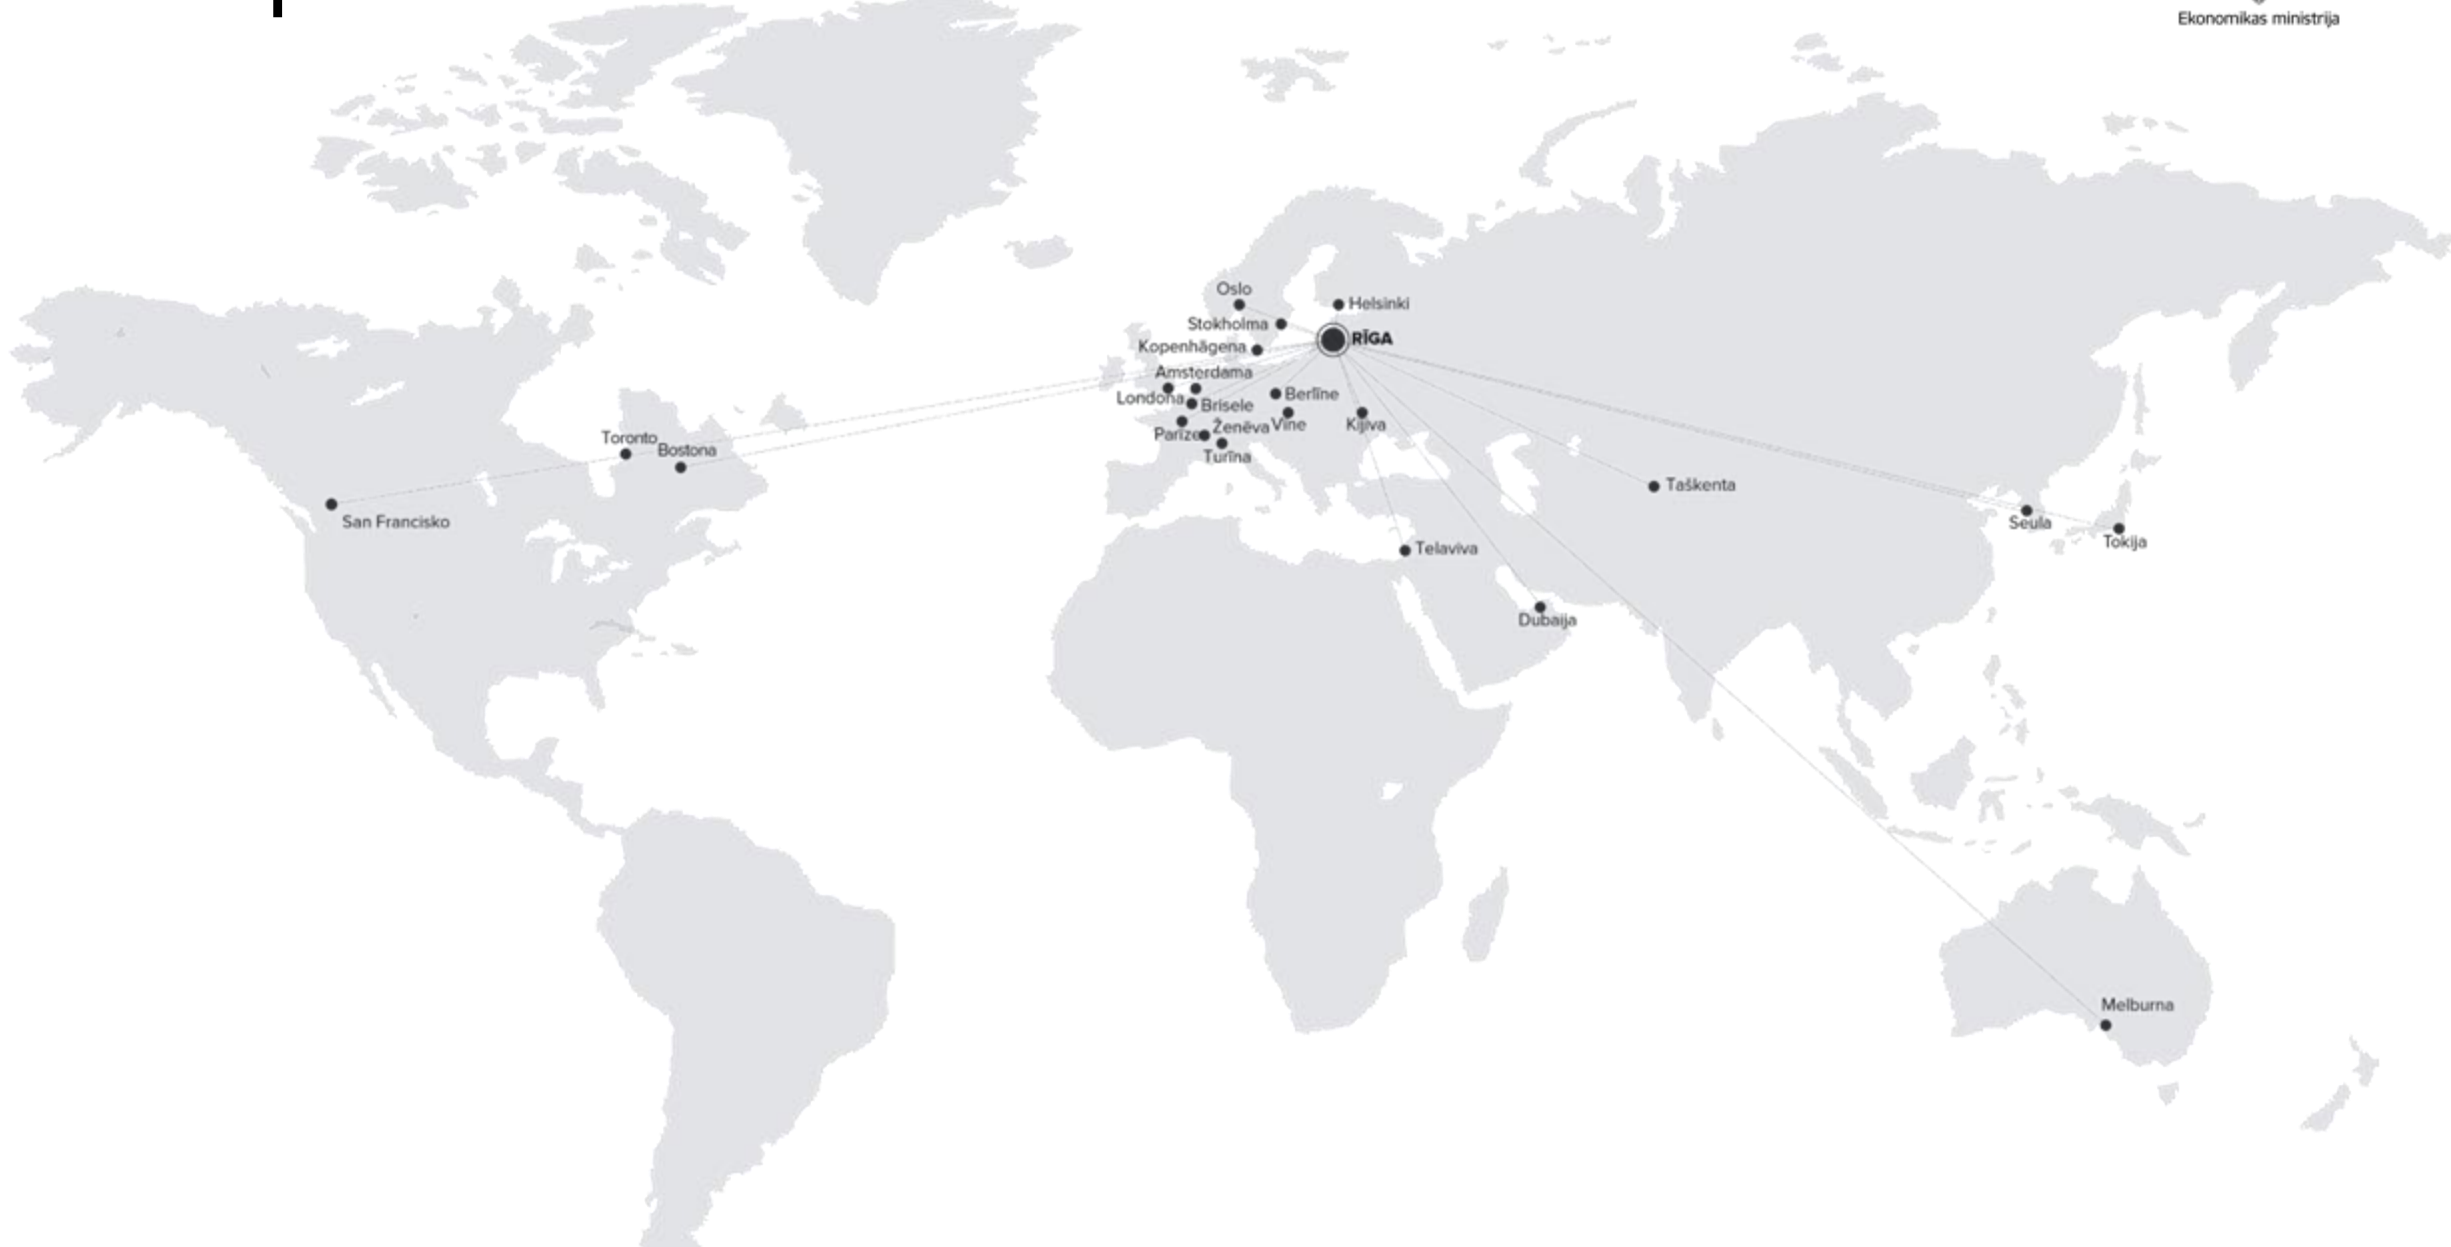 Ekonomikas ministrija
Oslo
Helsinki
Stokholma
RĪGA
Kopenhāgena
Amsterdama
Londona
Brisele
Berlīne
Parīze
Ženēva
Vīne
Kijiva
Turīna
Toronto
Bostona
San Francisko
Taškenta
Seula
Tokija
Telaviva
Dubaija
Melburna